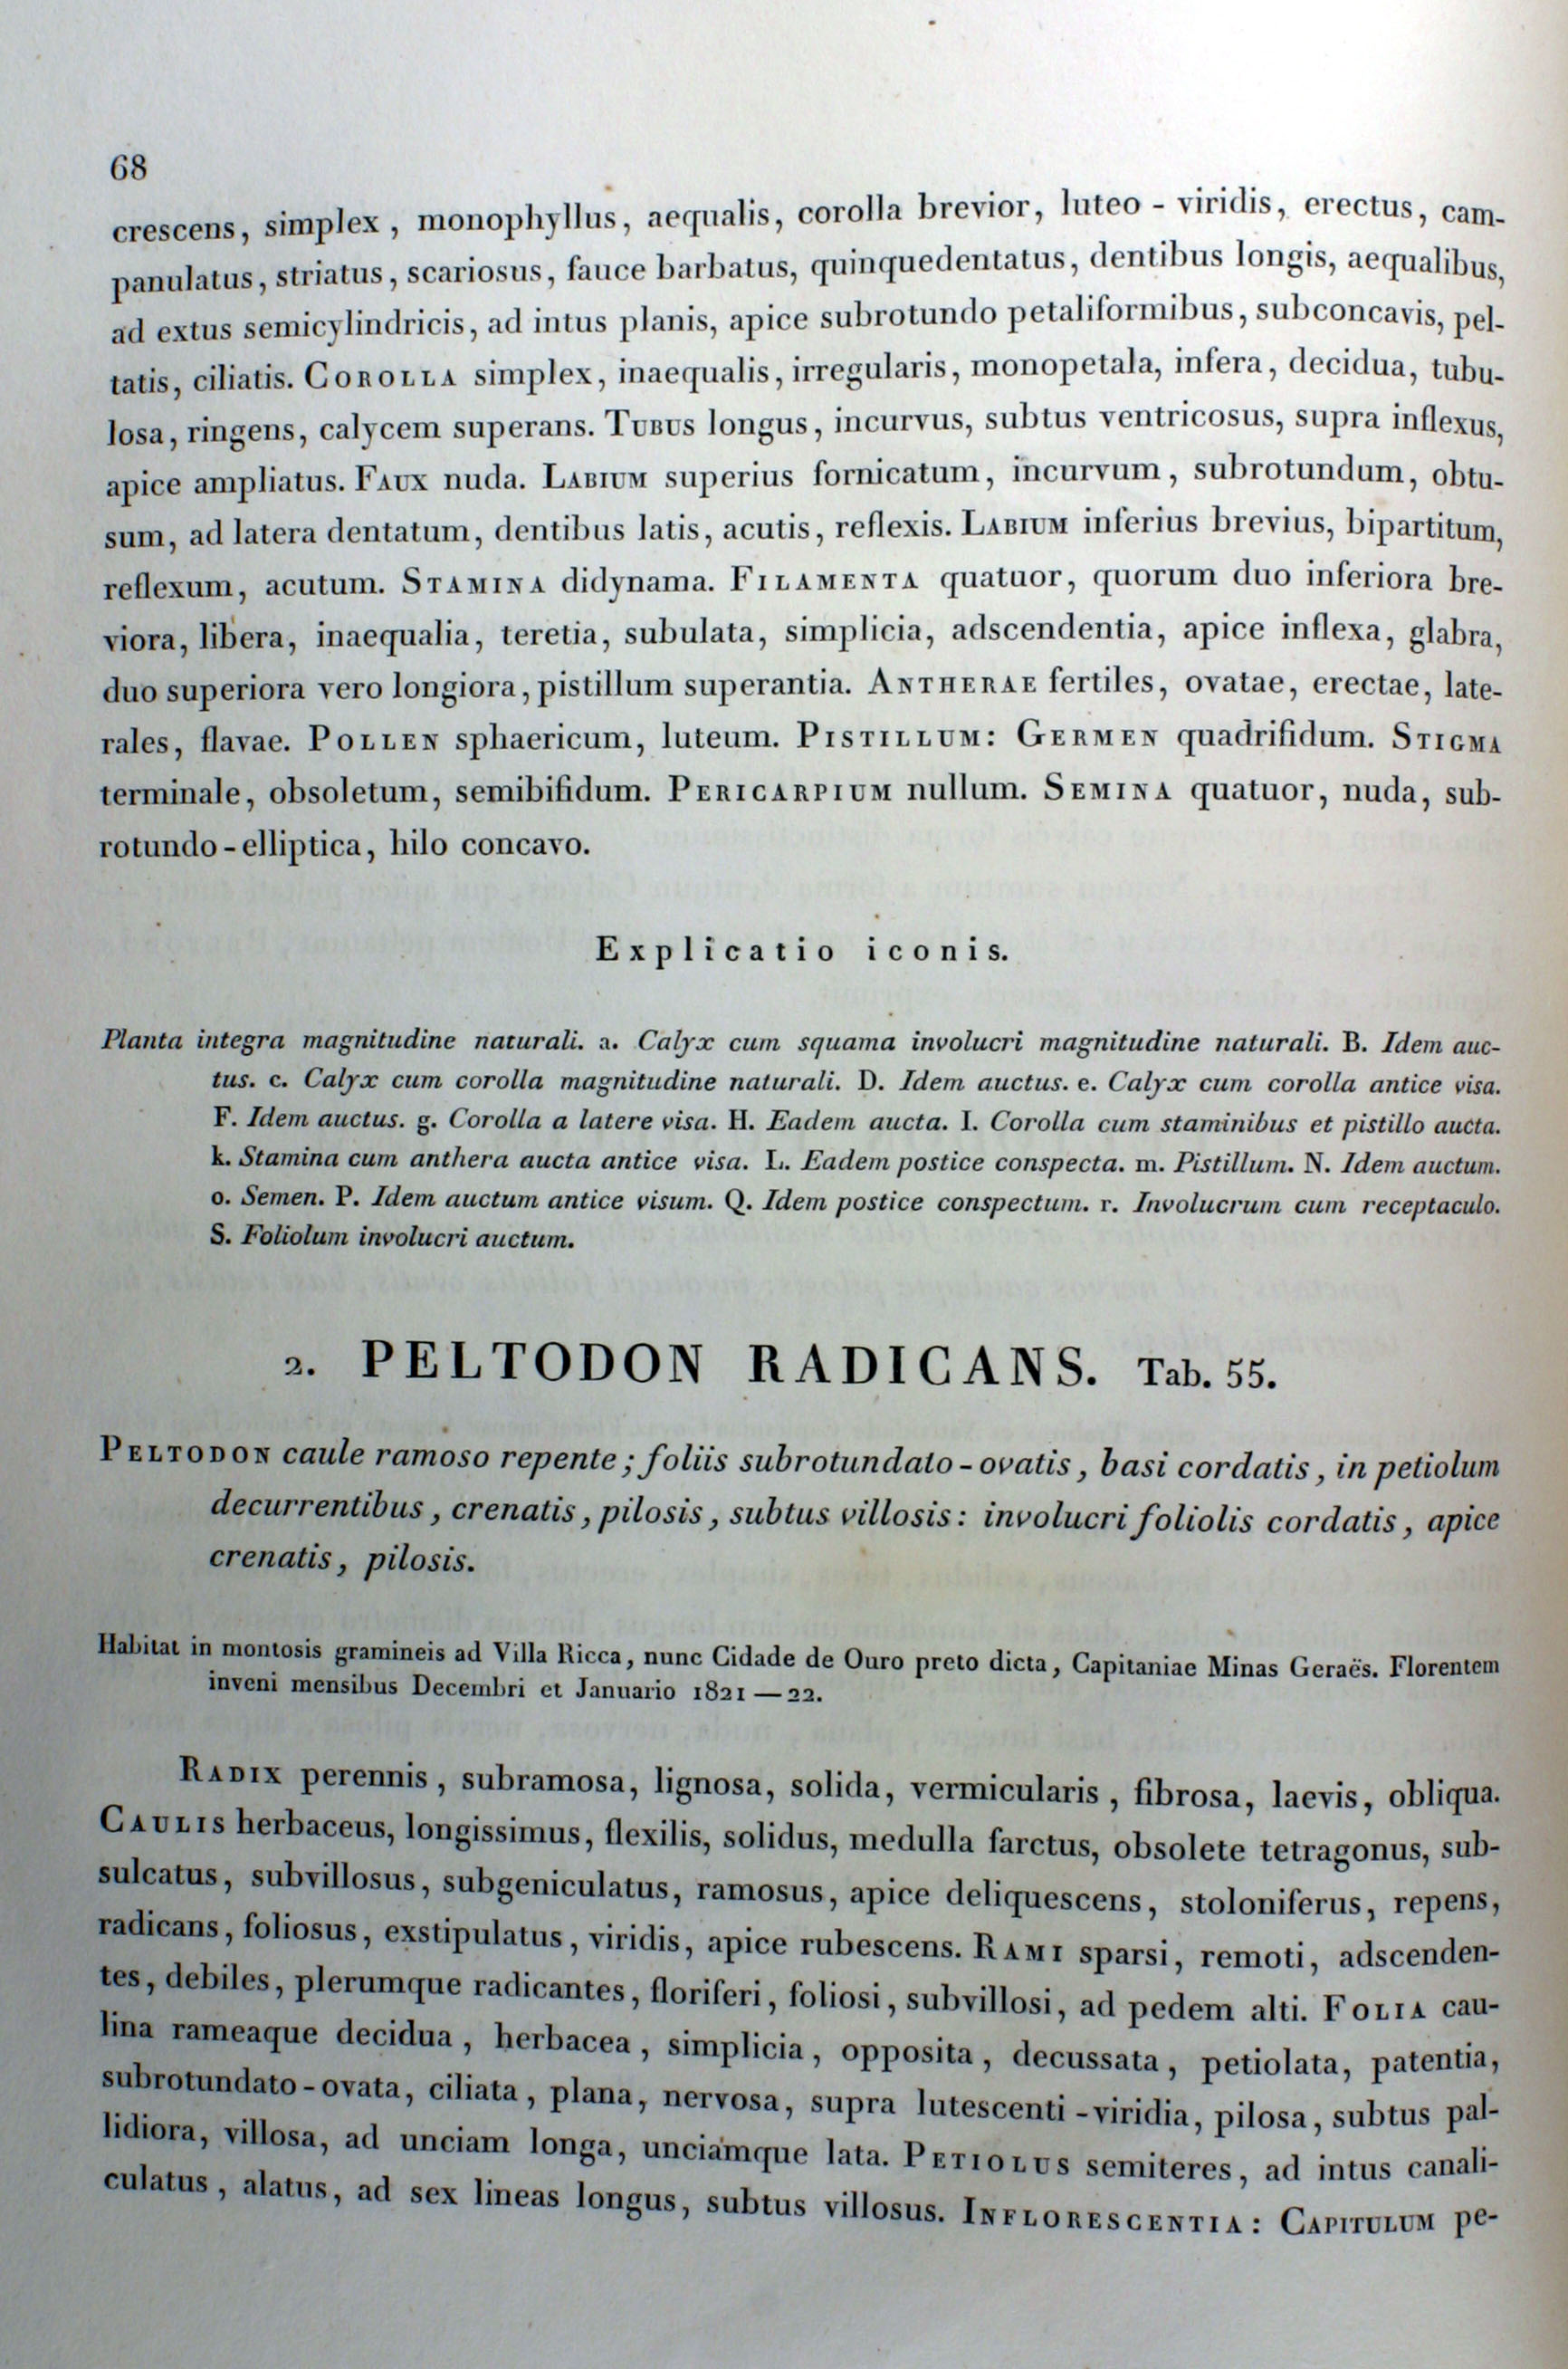 68
crescens, simplex, monophyllus, aequalis, corolla brevior, luteo-viridis, erectus, cam-
panulatus, striatus, scariosus, fauce barbatus, quinquedentatus, dentibus longis, aequalibus,
ad extus semicylindricis, ad intus planis, apice subrotundo petaliformibus, subconcavis, pel-
tatis, ciliatis. COROLLA simplex, inaequalis, irregularis, monopetala, infera, decidua, tubu-
losa, ringens, calycem superans. TUBUS longus, incurvus, subtus ventricosus, supra inflexus,
apice ampliatus. FAUX nuda. LABIUM superius fornicatum, incurvum, subrotundum, obtu-
sum, ad latera dentatum, dentibus latis, acutis, reflexis. LABIUM inferius brevius, bipartitum,
reflexum, acutum. STAMINA didynama. FILAMENTA quatuor, quorum duo inferiora bre-
viora, libera, inaequalia, teretia, subulata, simplicia, adscendentia, apice inflexa, glabra,
duo superiora vero longiora, pistillum superantia. ANTHERAE fertiles, ovatae, erectae, late-
rales, flavae. POLLEN sphaericum, luteum. PISTILLUM: GERMEN quadrifidum. STIGMA
terminale, obsoletum, semibifidum. PERICARPIUM nullum. SEMINA quatuor, nuda, sub-
rotundo-elliptica, hilo concavo.
Explicatio iconis.
Planta integra magnitudine naturali. a. Calyx cum squama involucri magnitudine naturali. B. Idem auc-
tus. c. Calyx cum corolla magnitudine naturali. D. Idem auctus. e. Calyx cum corolla antice visa.
F. Idem auctus. g. Corolla a latere visa. H. Eadem aucta. I. Corolla cum staminibus et pistillo aucta.
k. Stamina cum anthera aucta antice visa. L. Eadem postice conspecta. m. Pistillum. N. Idem auctum.
o. Semen. P. Idem auctum antice visum. Q. Idem postice conspectum. r. Involucrum cum receptaculo.
S. Foliolum involucri auctum.
2. PELTODON RADICANS. Tab. 55.
PELTODON caule ramoso repente; foliis subrotundato-ovatis, basi cordatis, in petiolum
decurrentibus, crenatis, pilosis, subtus villosis: involucri foliolis cordatis, apice
crenatis, pilosis.
Habitat in montosis gramineis ad Villa Ricca, nunc Cidade de Ouro preto dicta, Capitaniae Minas Geraës. Florentem
inveni mensibus Decembri et Januario 1821—22.
RADIX perennis, subramosa, lignosa, solida, vermicularis, fibrosa, laevis, obliqua.
CAULIS herbaceus, longissimus, flexilis, solidus, medulla farctus, obsolete tetragonus, sub-
sulcatus, subvillosus, subgeniculatus, ramosus, apice deliquescens, stoloniferus, repens,
radicans, foliosus, exstipulatus, viridis, apice rubescens. RAMI sparsi, remoti, adscenden-
tes, debiles, plerumque radicantes, floriferi, foliosi, subvillosi, ad pedem alti. FOLIA cau-
lina rameaque decidua, herbacea, simplicia, opposita, decussata, petiolata, patentia,
subrotundato-ovata, ciliata, plana, nervosa, supra lutescenti-viridia, pilosa, subtus pal-
lidiora, villosa, ad unciam longa, unciamque lata. PETIOLUS semiteres, ad intus canali-
culatus, alatus, ad sex lineas longus, subtus villosus. INFLORESCENTIA: CAPITULUM pe-